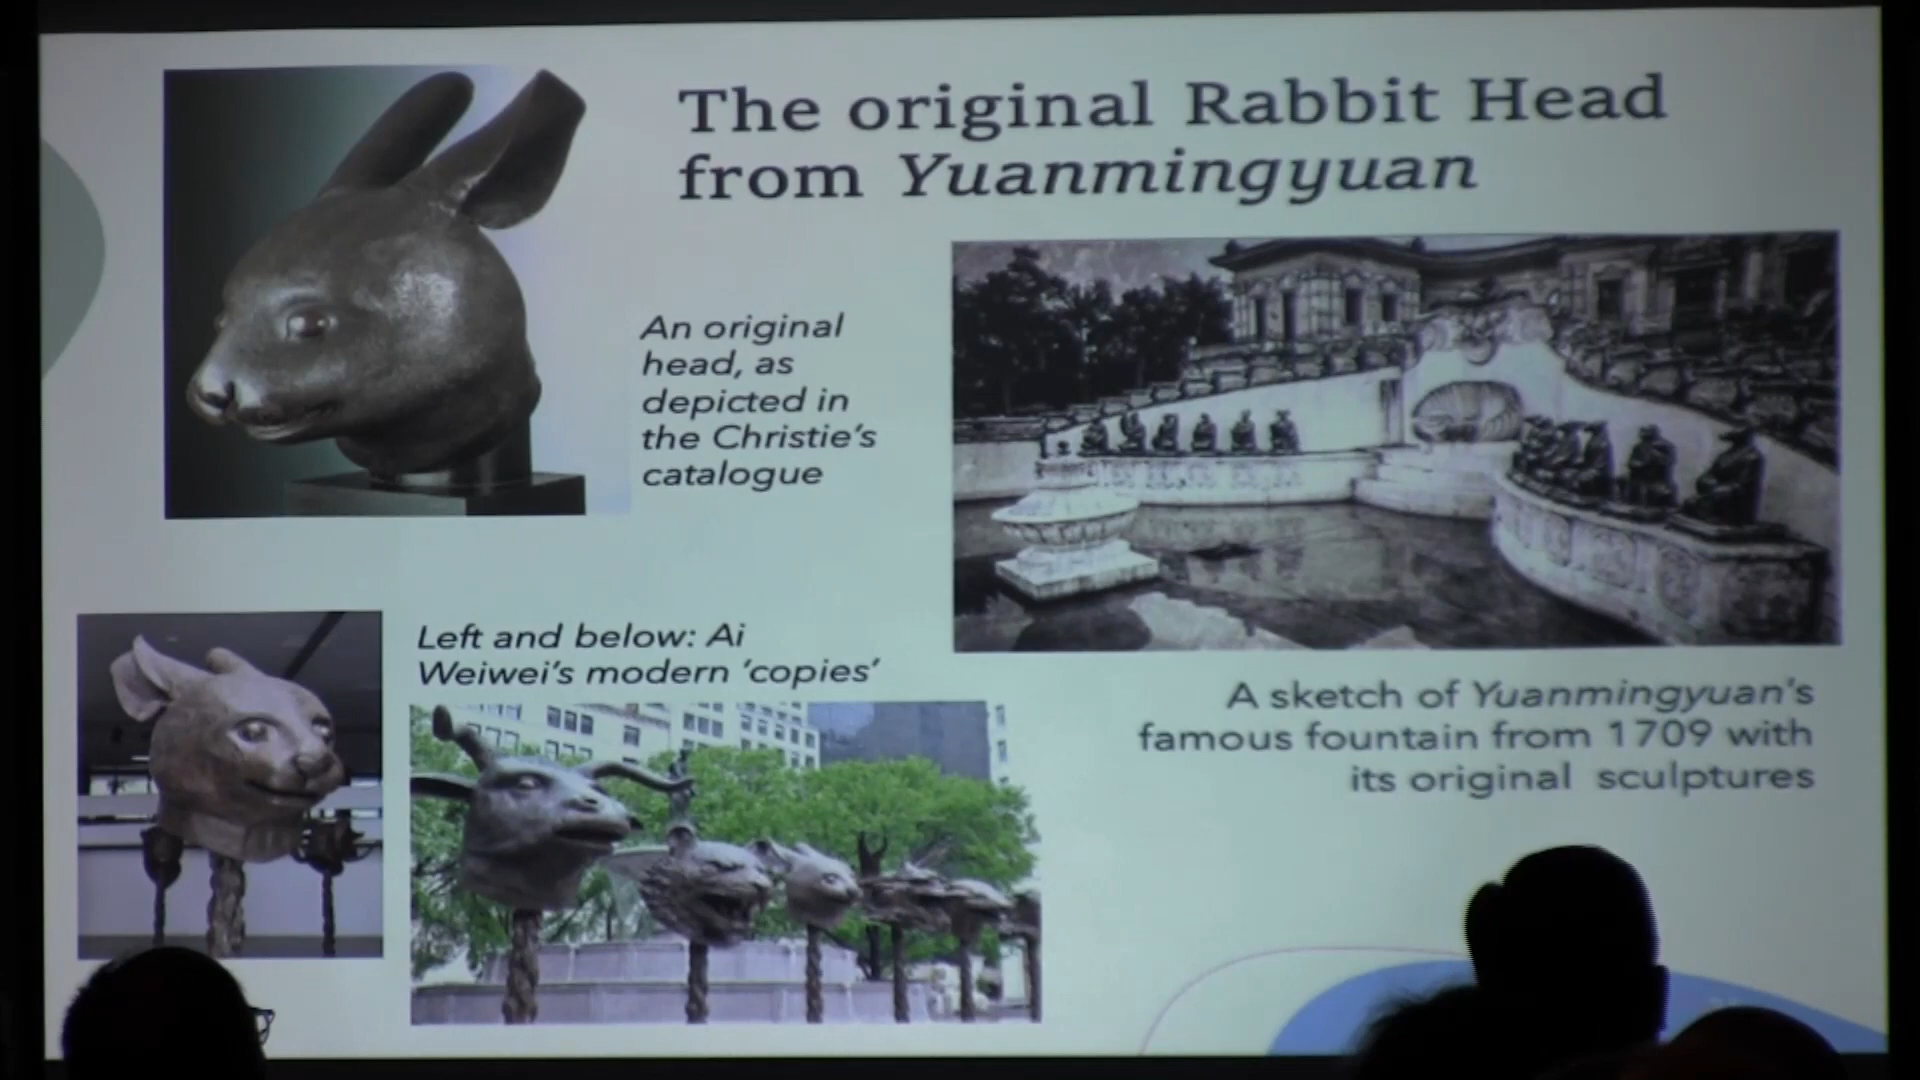 The original Rabbit Head
from Yuanmingyuan
An original
head, as
depicted in
the Christie's
catalogue
Left and below: Ai
Weiwei's modern 'copies'
A sketch of Yuanmingyuan's
famous fountain from 1709 with
its original sculptures